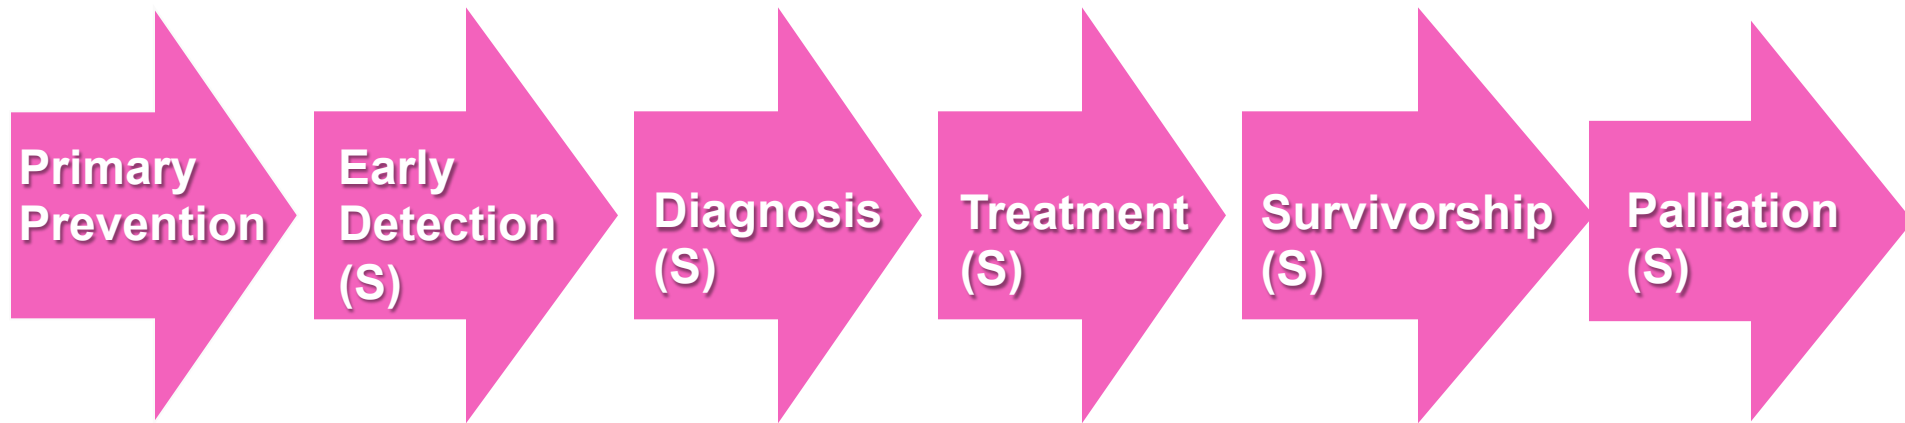 Primary
Prevention
Early
Detection
(S)
Diagnosis
(S)
Treatment
(S)
Survivorship
(S)
Palliation
(S)